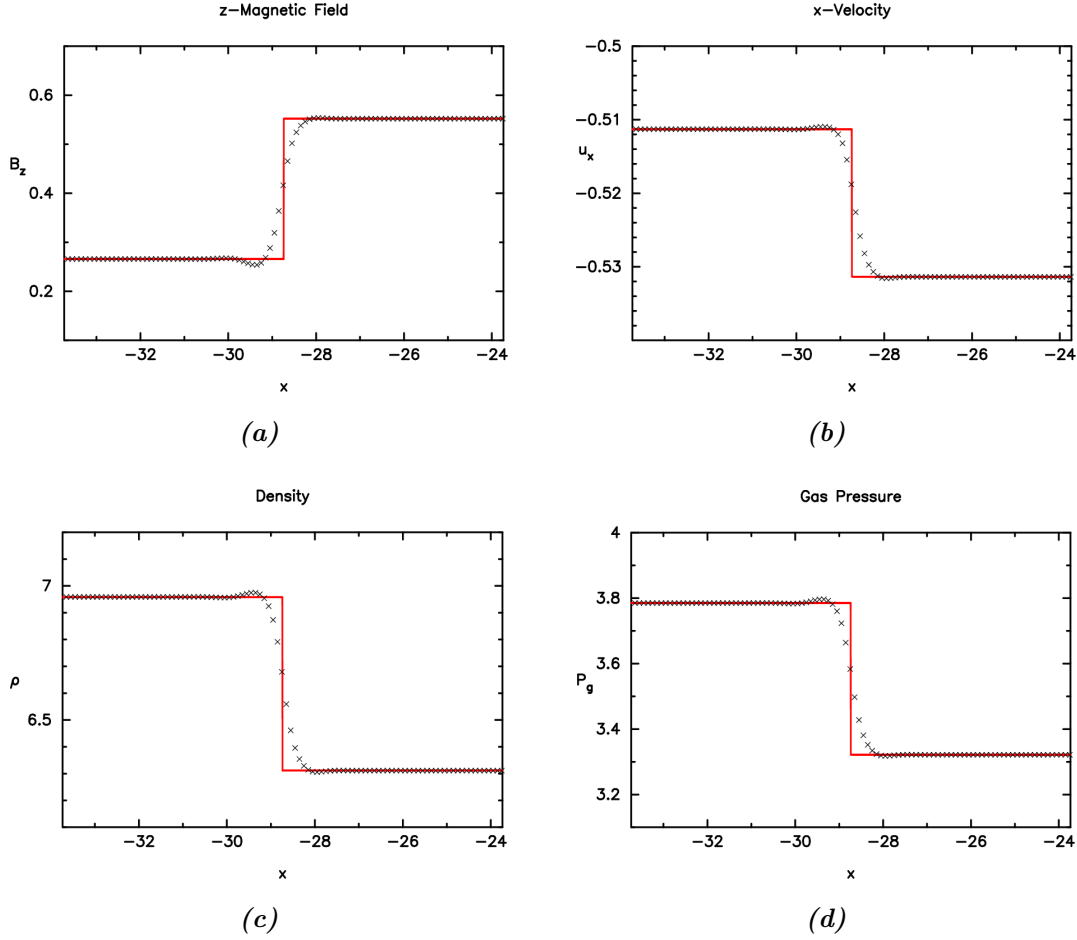 z−Magnetic Field
0.6
B_z
0.4
0.2
−32 −30 −28 −26 −24
x
(a)
x−Velocity
−0.5
−0.51
u_x
−0.52
−0.53
−32 −30 −28 −26 −24
x
(b)
Density
7
ρ
6.5
−32 −30 −28 −26 −24
x
(c)
Gas Pressure
4
3.8
3.6
P_g
3.4
3.2
−32 −30 −28 −26 −24
x
(d)